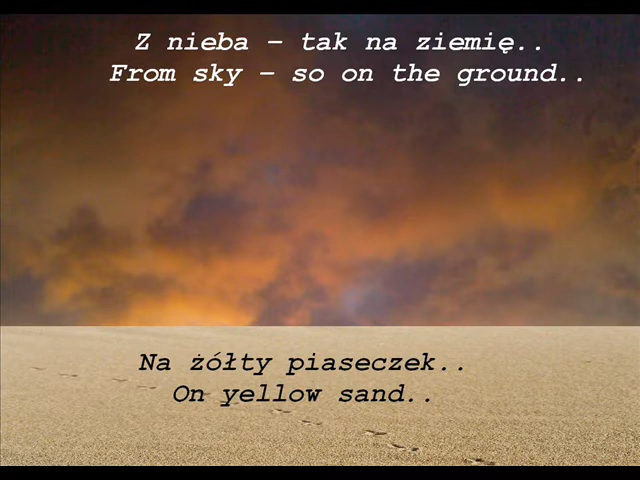 Z nieba – tak na ziemię..
From sky – so on the ground..
Na żółty piaseczek..
On yellow sand..